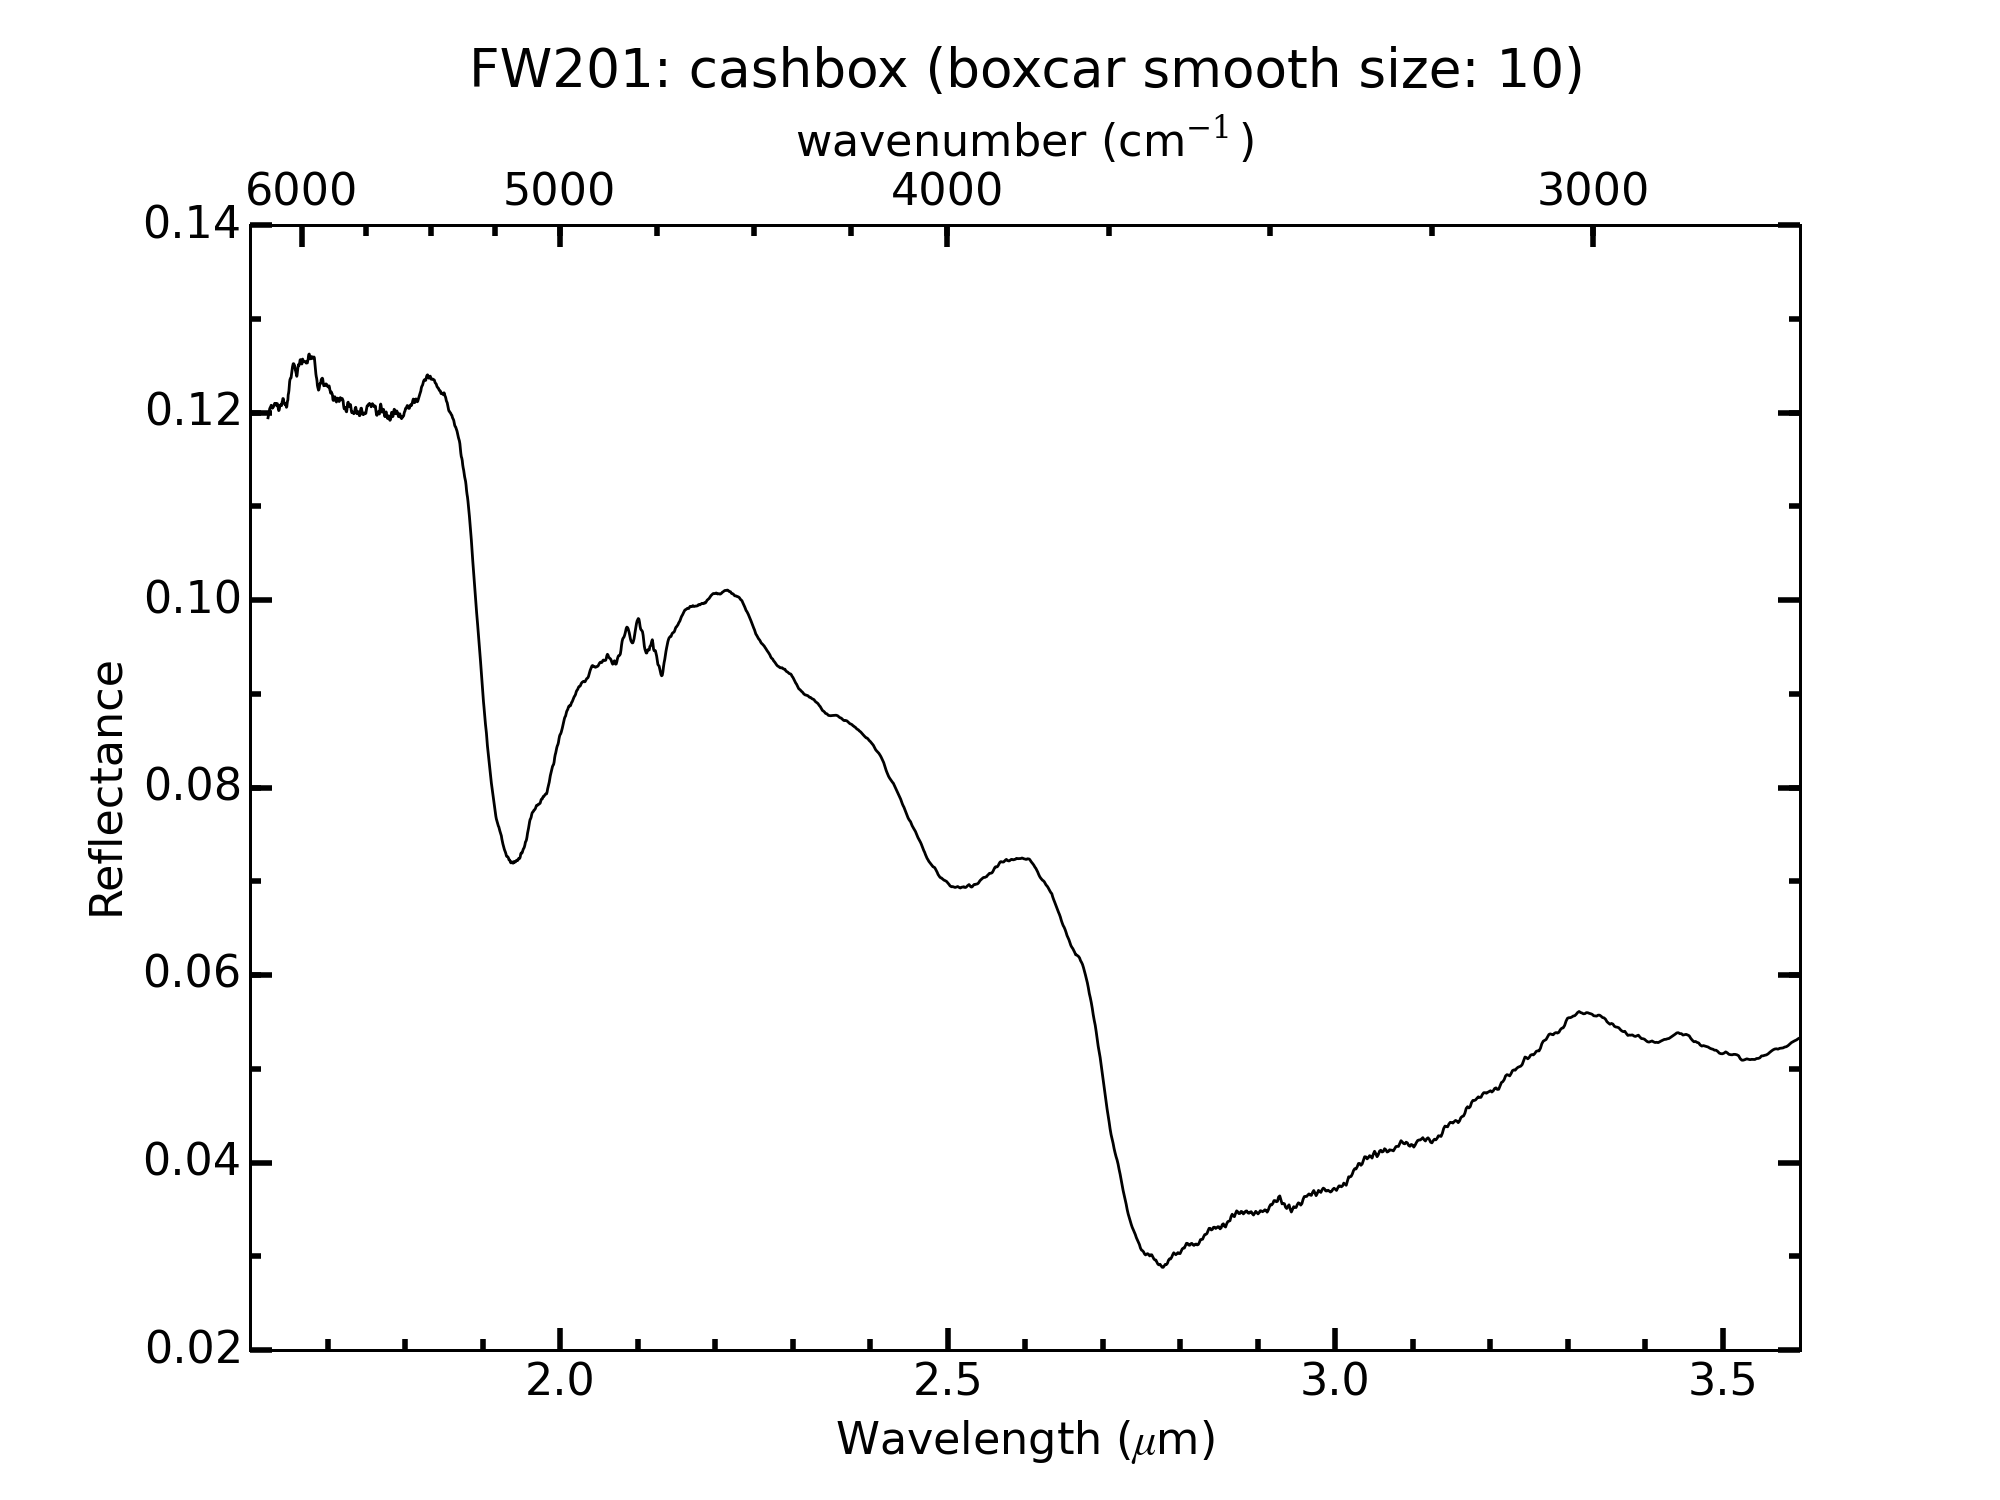 FW201: cashbox (boxcar smooth size: 10)
wavenumber (cm⁻¹)
6000 5000 4000 3000
0.14
0.12
0.10
0.08
0.06
0.04
0.02
Reflectance
2.0 2.5 3.0 3.5
Wavelength (μm)